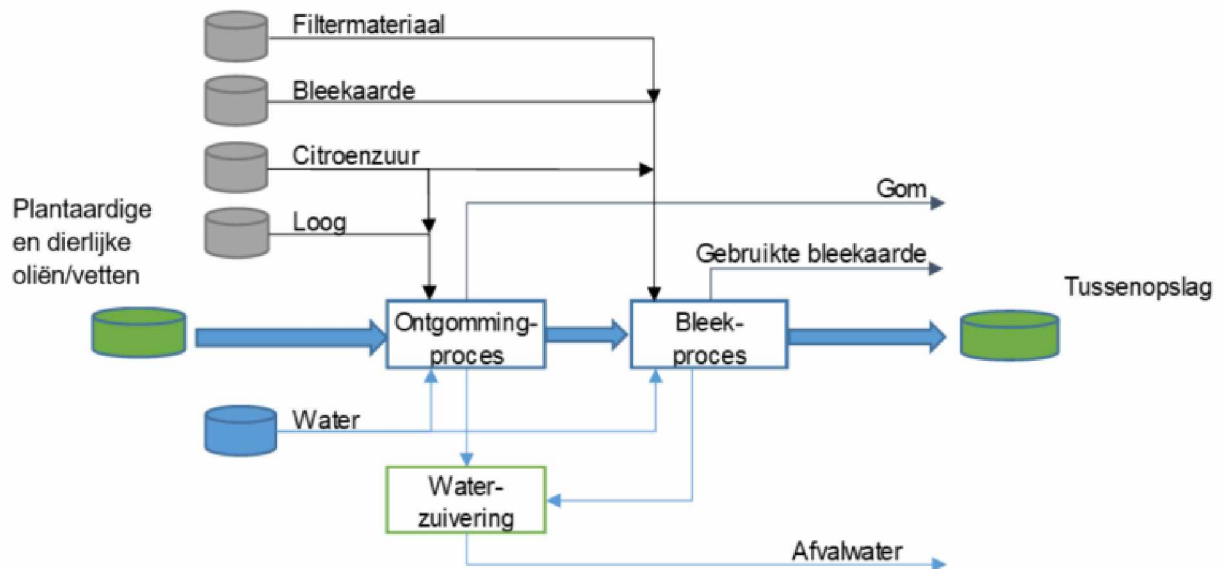 Filtermateriaal
Bleekaarde
Citroenzuur
Gom
Plantaardige
en dierlijke
oliën/vetten
Loog
Gebruikte bleekaarde
Tussenopslag
Ontgomming-
proces
Bleek-
proces
Water
Water-
zuivering
Afvalwater